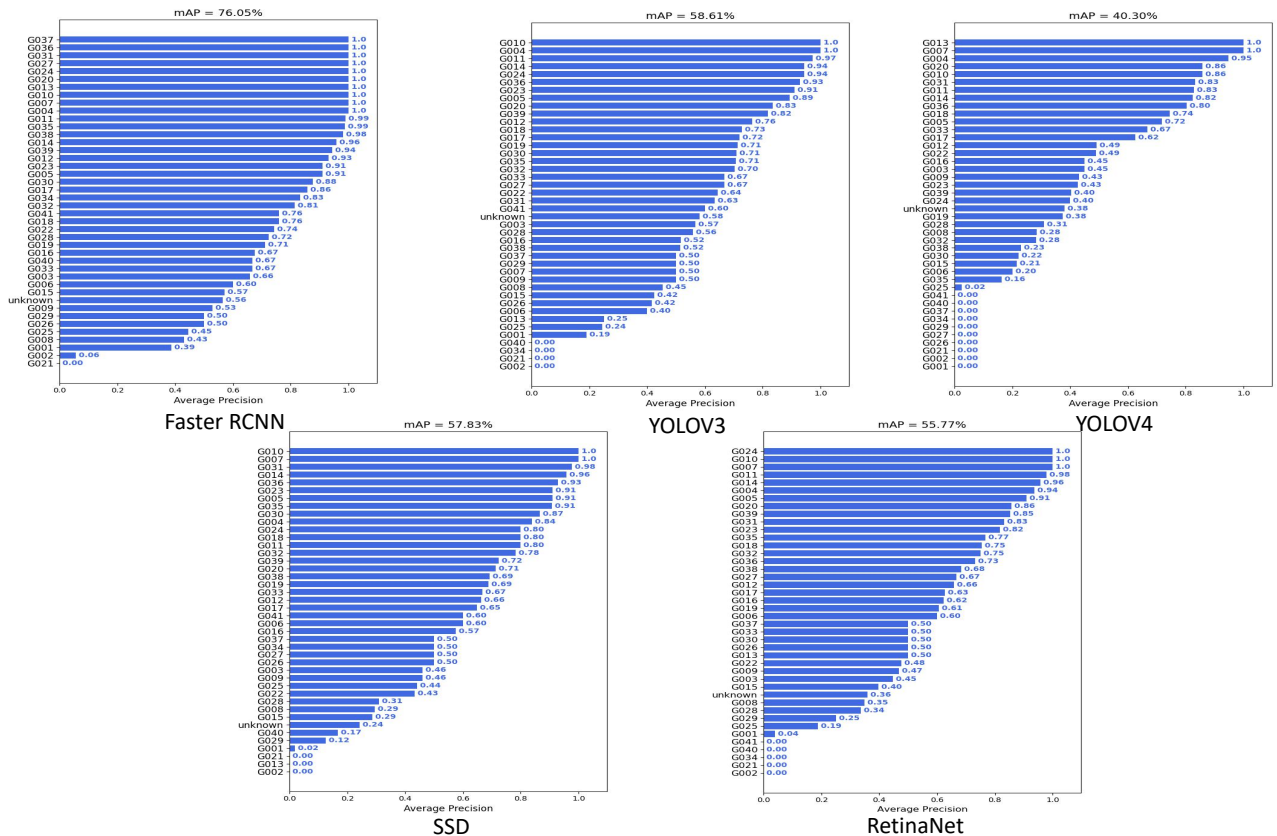 mAP = 76.05%
G037 1.0
G036 1.0
G031 1.0
G027 1.0
G024 1.0
G020 1.0
G013 1.0
G010 1.0
G007 1.0
G004 1.0
G011 0.99
G035 0.99
G038 0.98
G014 0.96
G039 0.94
G012 0.93
G023 0.91
G005 0.91
G030 0.88
G017 0.86
G034 0.83
G032 0.81
G041 0.76
G018 0.76
G022 0.74
G028 0.72
G019 0.71
G016 0.67
G040 0.67
G033 0.67
G003 0.66
G006 0.60
G015 0.57
unknown 0.56
G009 0.53
G029 0.50
G026 0.50
G025 0.45
G008 0.43
G001 0.39
G002 0.06
G021 0.00
0.0 0.2 0.4 0.6 0.8 1.0
Average Precision
Faster RCNN
mAP = 58.61%
G010 1.0
G004 1.0
G011 0.97
G014 0.94
G024 0.94
G036 0.93
G023 0.91
G005 0.89
G020 0.83
G039 0.82
G012 0.76
G018 0.73
G017 0.72
G019 0.71
G030 0.71
G035 0.71
G032 0.70
G033 0.67
G027 0.67
G022 0.64
G031 0.63
G041 0.60
unknown 0.58
G003 0.57
G028 0.56
G016 0.52
G038 0.52
G037 0.50
G029 0.50
G007 0.50
G009 0.50
G008 0.45
G015 0.42
G026 0.42
G006 0.40
G013 0.25
G025 0.24
G001 0.19
G040 0.00
G034 0.00
G021 0.00
G002 0.00
0.0 0.2 0.4 0.6 0.8 1.0
Average Precision
YOLOV3
mAP = 40.30%
G013 1.0
G007 1.0
G004 0.95
G020 0.86
G010 0.86
G031 0.83
G011 0.83
G014 0.82
G036 0.80
G018 0.74
G005 0.72
G033 0.67
G017 0.62
G012 0.49
G022 0.49
G016 0.45
G003 0.45
G009 0.43
G023 0.43
G039 0.40
G024 0.40
unknown 0.38
G019 0.38
G028 0.31
G008 0.28
G032 0.28
G038 0.23
G030 0.22
G015 0.21
G006 0.20
G035 0.16
G025 0.02
G041 0.00
G040 0.00
G037 0.00
G034 0.00
G029 0.00
G027 0.00
G026 0.00
G021 0.00
G002 0.00
G001 0.00
0.0 0.2 0.4 0.6 0.8 1.0
Average Precision
YOLOV4
mAP = 57.83%
G010 1.0
G007 1.0
G031 0.98
G014 0.96
G036 0.93
G023 0.91
G005 0.91
G035 0.91
G030 0.87
G004 0.84
G024 0.80
G018 0.80
G011 0.80
G032 0.78
G039 0.72
G020 0.71
G038 0.69
G019 0.69
G033 0.67
G012 0.66
G017 0.65
G041 0.60
G006 0.60
G016 0.57
G037 0.50
G034 0.50
G027 0.50
G026 0.50
G003 0.46
G009 0.46
G025 0.44
G022 0.43
G028 0.31
G008 0.29
G015 0.29
unknown 0.24
G040 0.17
G029 0.12
G001 0.02
G021 0.00
G013 0.00
G002 0.00
0.0 0.2 0.4 0.6 0.8 1.0
Average Precision
SSD
mAP = 55.77%
G024 1.0
G010 1.0
G007 1.0
G011 0.98
G014 0.96
G004 0.94
G005 0.91
G020 0.86
G039 0.85
G031 0.83
G023 0.82
G035 0.77
G018 0.75
G032 0.75
G036 0.73
G038 0.68
G027 0.67
G012 0.66
G017 0.63
G016 0.62
G019 0.61
G006 0.60
G037 0.50
G033 0.50
G030 0.50
G026 0.50
G013 0.50
G022 0.48
G009 0.47
G003 0.45
G015 0.40
unknown 0.36
G008 0.35
G028 0.34
G029 0.25
G025 0.19
G001 0.04
G041 0.00
G040 0.00
G034 0.00
G021 0.00
G002 0.00
0.0 0.2 0.4 0.6 0.8 1.0
Average Precision
RetinaNet